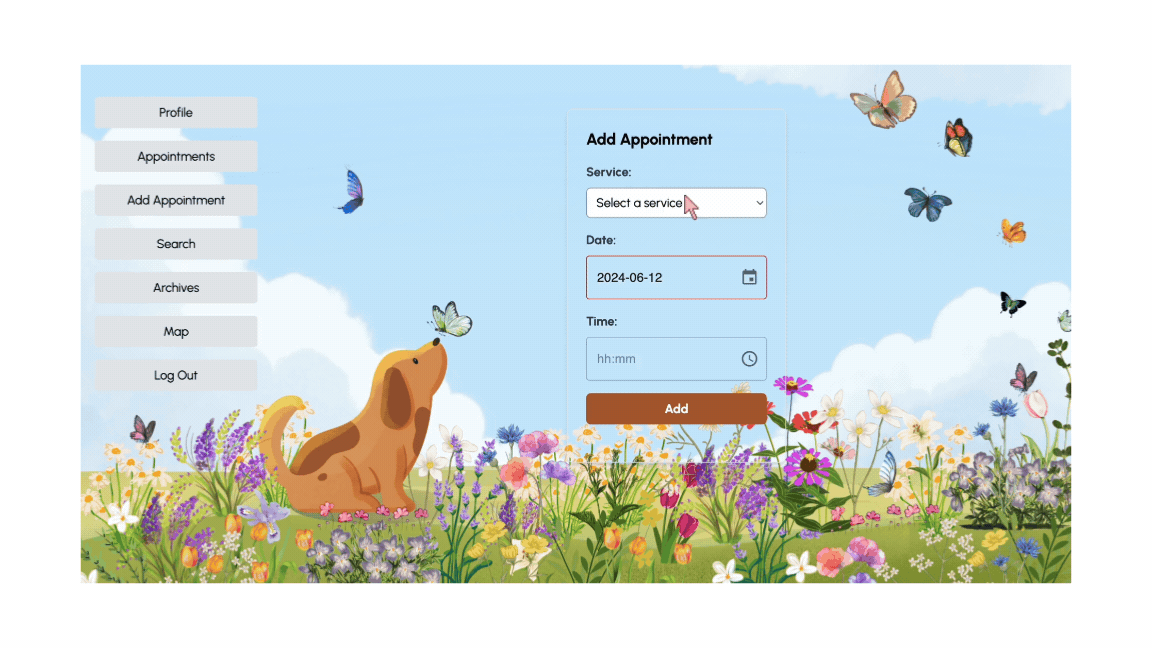 Profile
Appointments
Add Appointment
Search
Archives
Map
Log Out
Add Appointment
Service:
Select a service
Date:
2024-06-12
Time:
hh:mm
Add